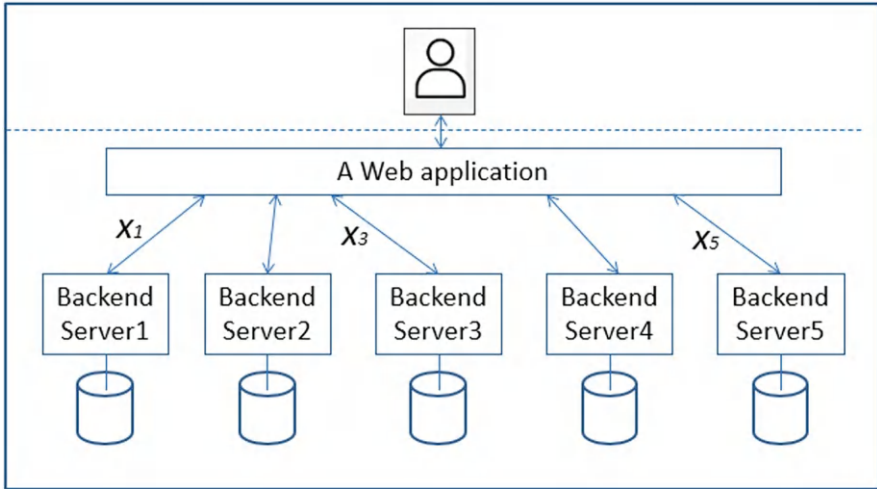 A Web application
X1
X3
X5
Backend
Server1
Backend
Server2
Backend
Server3
Backend
Server4
Backend
Server5